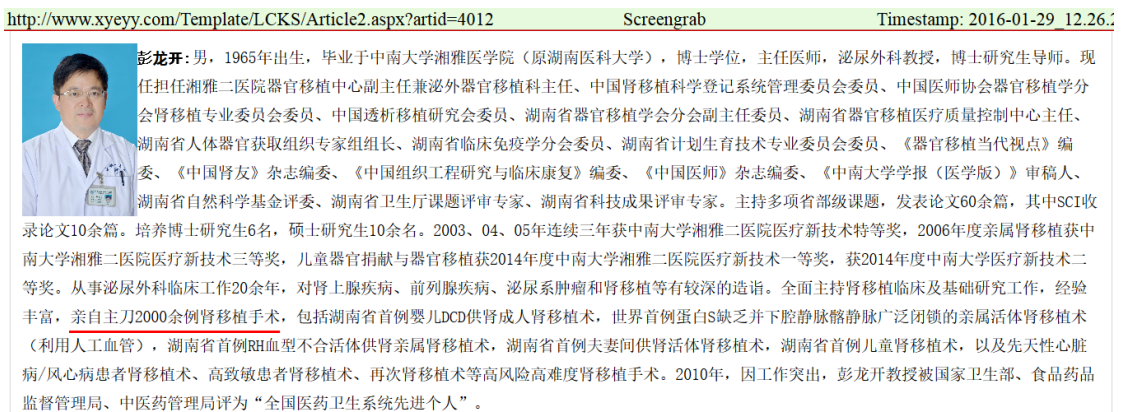 http://www.xyeyy.com/Template/LCKS/Article2.aspx?artid=4012 Screengrab Timestamp: 2016-01-29_12.26.2
彭龙开:男，1965年出生，毕业于中南大学湘雅医学院（原湖南医科大学），博士学位，主任医师，泌尿外科教授，博士研究生导师。现
任担任湘雅二医院器官移植中心副主任兼泌外器官移植科主任、中国肾移植科学登记系统管理委员会委员、中国医师协会器官移植学分
会肾移植专业委员会委员、中国透析移植研究会委员、湖南省器官移植学会分会副主任委员、湖南省器官移植医疗质量控制中心主任、
湖南省人体器官获取组织专家组组长、湖南省临床免疫学分会委员、湖南省计划生育技术专业委员会委员、《器官移植当代视点》编
委、《中国肾友》杂志编委、《中国组织工程研究与临床康复》编委、《中国医师》杂志编委、《中南大学学报（医学版）》审稿人、
湖南省自然科学基金评委、湖南省卫生厅课题评审专家、湖南省科技成果评审专家。主持多项省部级课题，发表论文60余篇，其中SCI收
录论文10余篇。培养博士研究生6名，硕士研究生10余名。2003、04、05年连续三年获中南大学湘雅二医院医疗新技术特等奖，2006年度亲属肾移植获中
南大学湘雅二医院医疗新技术三等奖，儿童器官捐献与器官移植获2014年度中南大学湘雅二医院医疗新技术一等奖，获2014年度中南大学医疗新技术二
等奖。从事泌尿外科临床工作20余年，对肾上腺疾病、前列腺疾病、泌尿系肿瘤和肾移植等有较深的造诣。全面主持肾移植临床及基础研究工作，经验
丰富，亲自主刀2000余例肾移植手术，包括湖南省首例婴儿DCD供肾成人肾移植术，世界首例蛋白S缺乏并下腔静脉髂静脉广泛闭锁的亲属活体肾移植术
（利用人工血管），湖南省首例RH血型不合活体供肾亲属肾移植术，湖南省首例夫妻间供肾活体肾移植术，湖南省首例儿童肾移植术，以及先天性心脏
病/风心病患者肾移植术、高致敏患者肾移植术、再次肾移植术等高风险高难度肾移植手术。2010年，因工作突出，彭龙开教授被国家卫生部、食品药品
监督管理局、中医药管理局评为“全国医药卫生系统先进个人”。